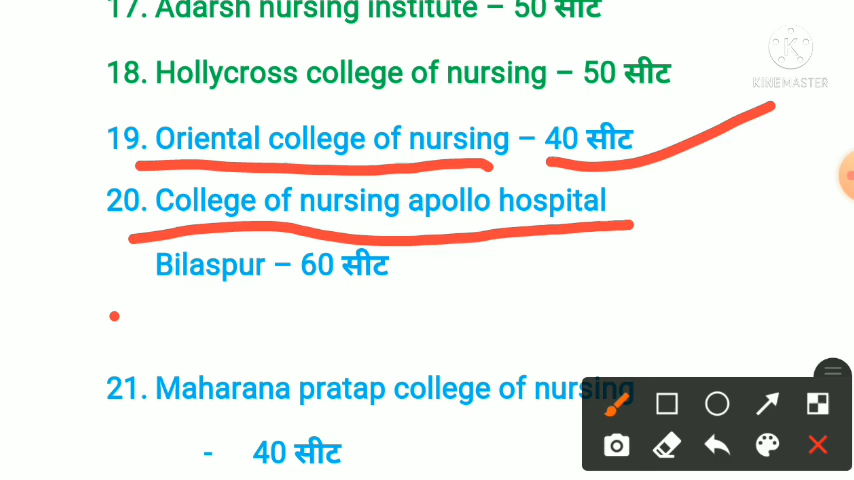 17. Adarsh nursing institute – 50 सीट
18. Hollycross college of nursing – 50 सीट
19. Oriental college of nursing – 40 सीट
20. College of nursing apollo hospital
Bilaspur – 60 सीट
21. Maharana pratap college of nursing
- 40 सीट
K
KINEMASTER